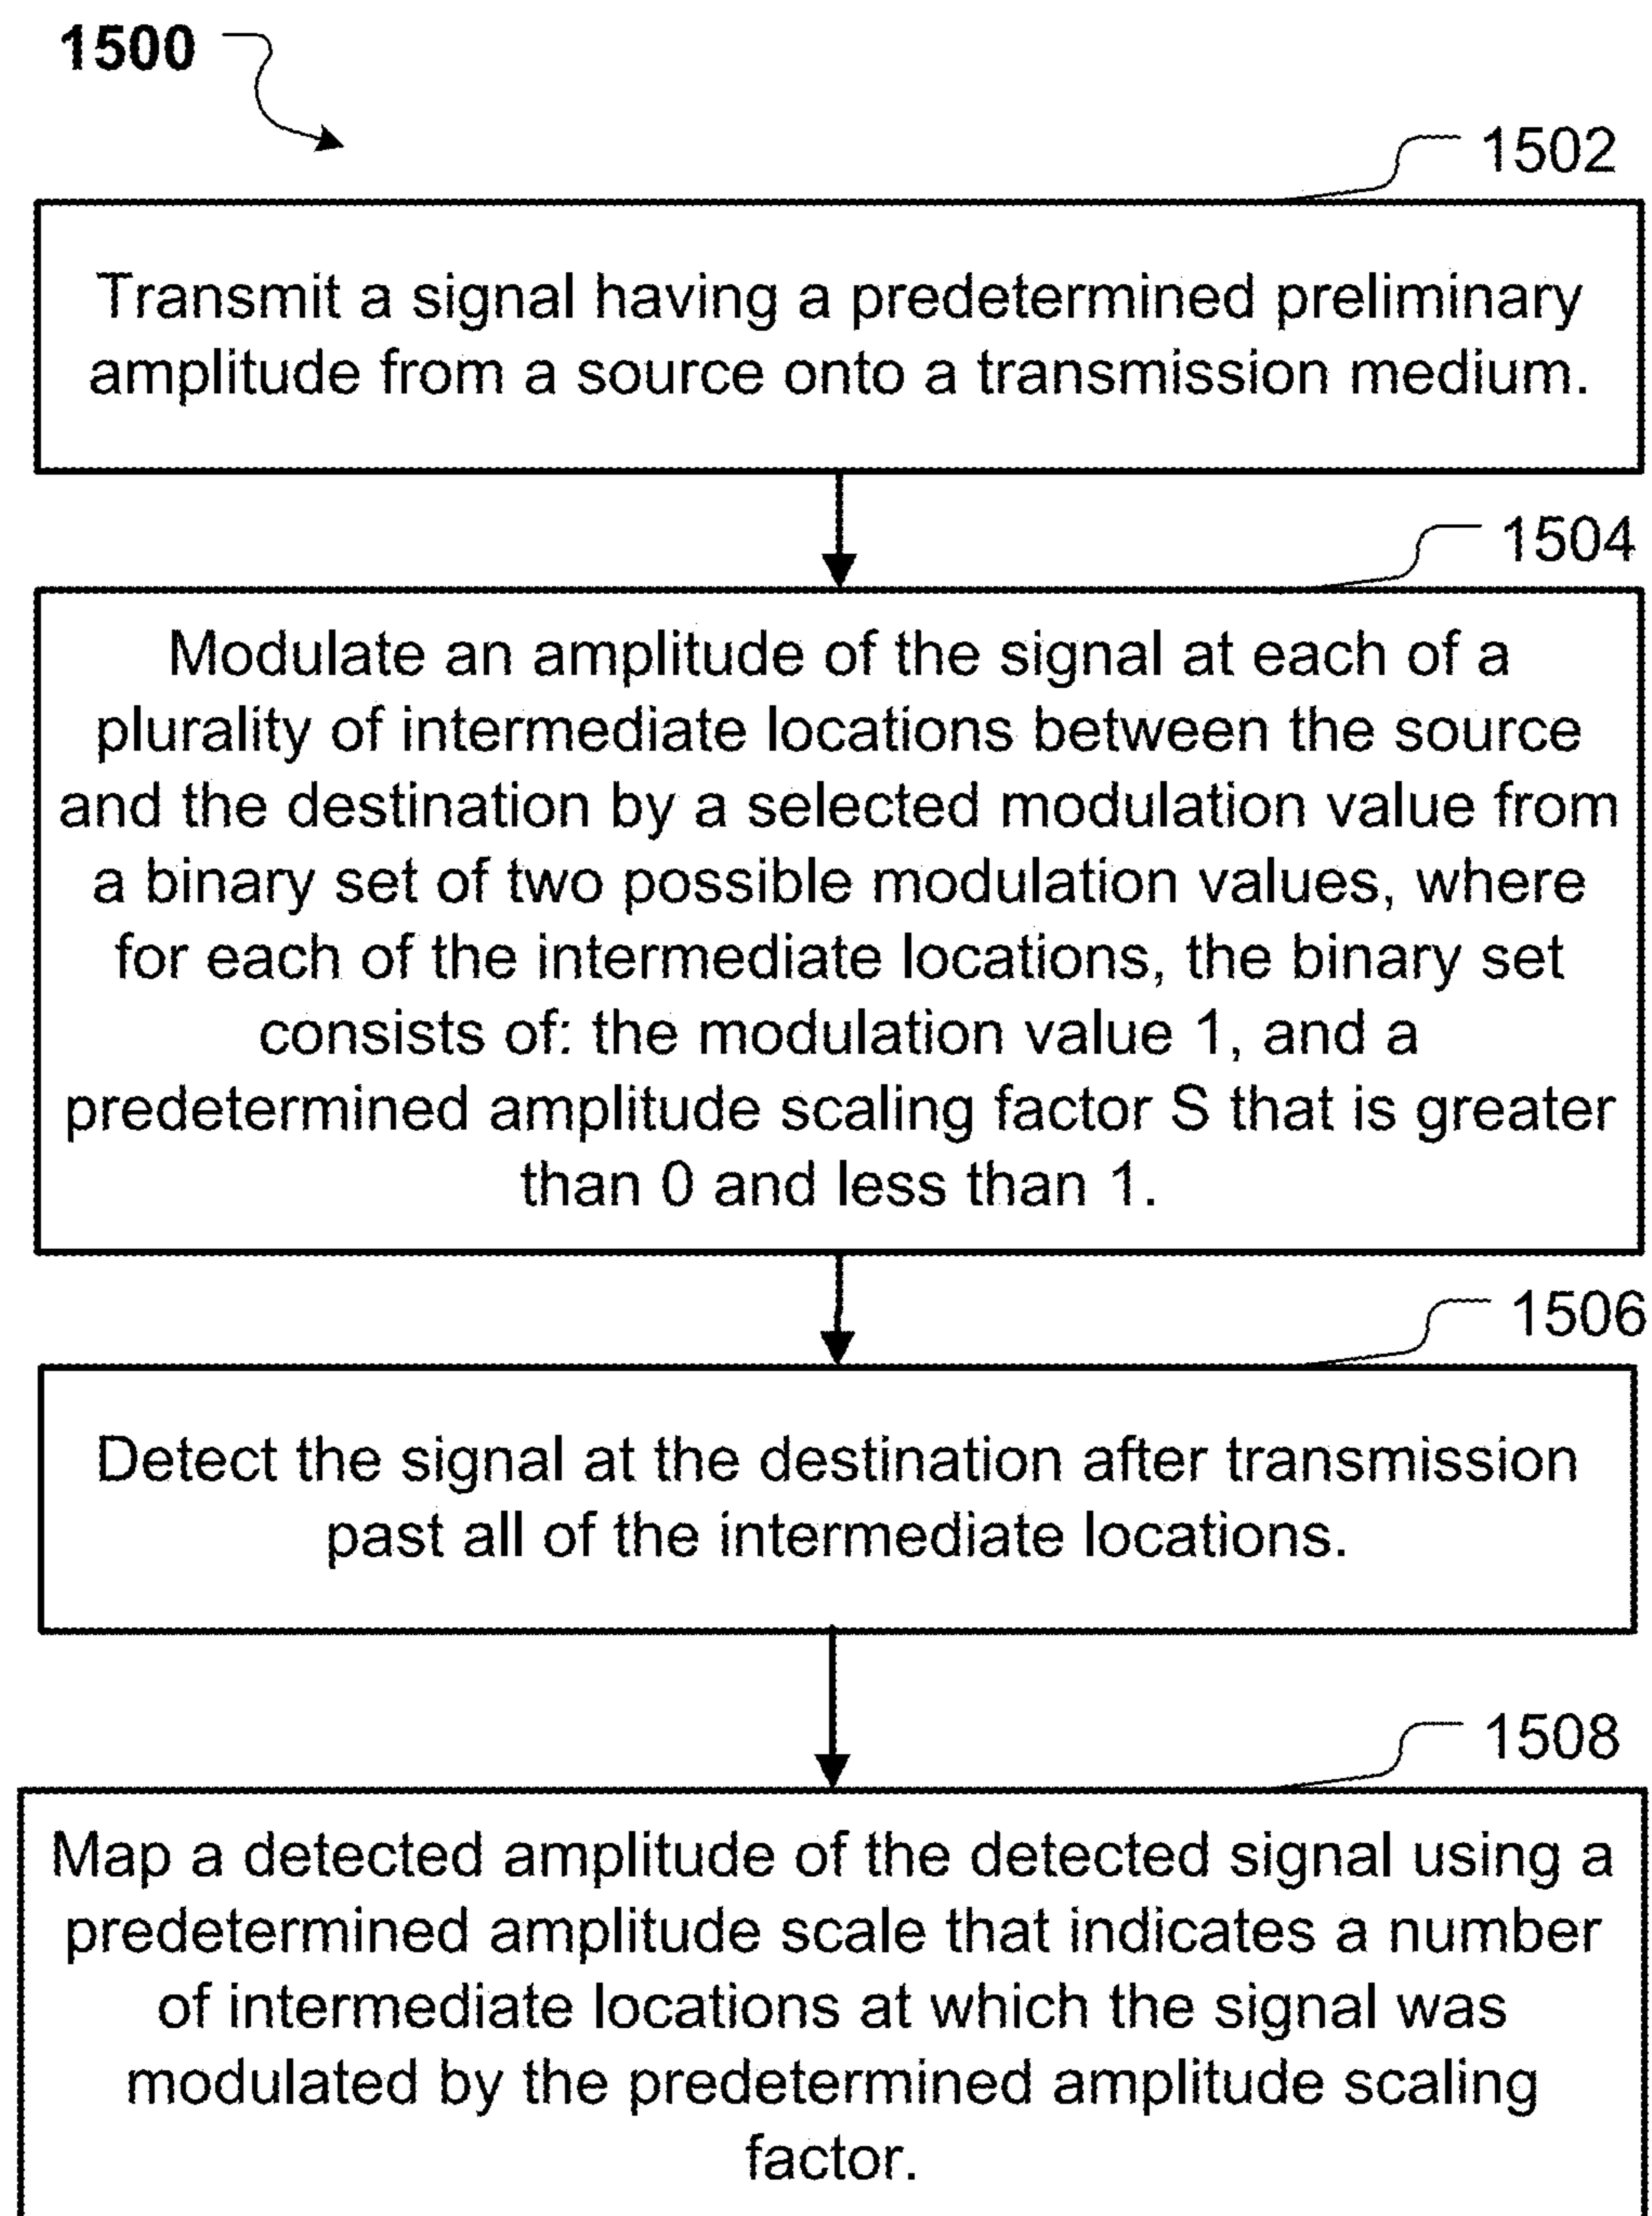 1500
1502
Transmit a signal having a predetermined preliminary
amplitude from a source onto a transmission medium.
1504
Modulate an amplitude of the signal at each of a
plurality of intermediate locations between the source
and the destination by a selected modulation value from
a binary set of two possible modulation values, where
for each of the intermediate locations, the binary set
consists of: the modulation value 1, and a
predetermined amplitude scaling factor S that is greater
than 0 and less than 1.
1506
Detect the signal at the destination after transmission
past all of the intermediate locations.
1508
Map a detected amplitude of the detected signal using a
predetermined amplitude scale that indicates a number
of intermediate locations at which the signal was
modulated by the predetermined amplitude scaling
factor.